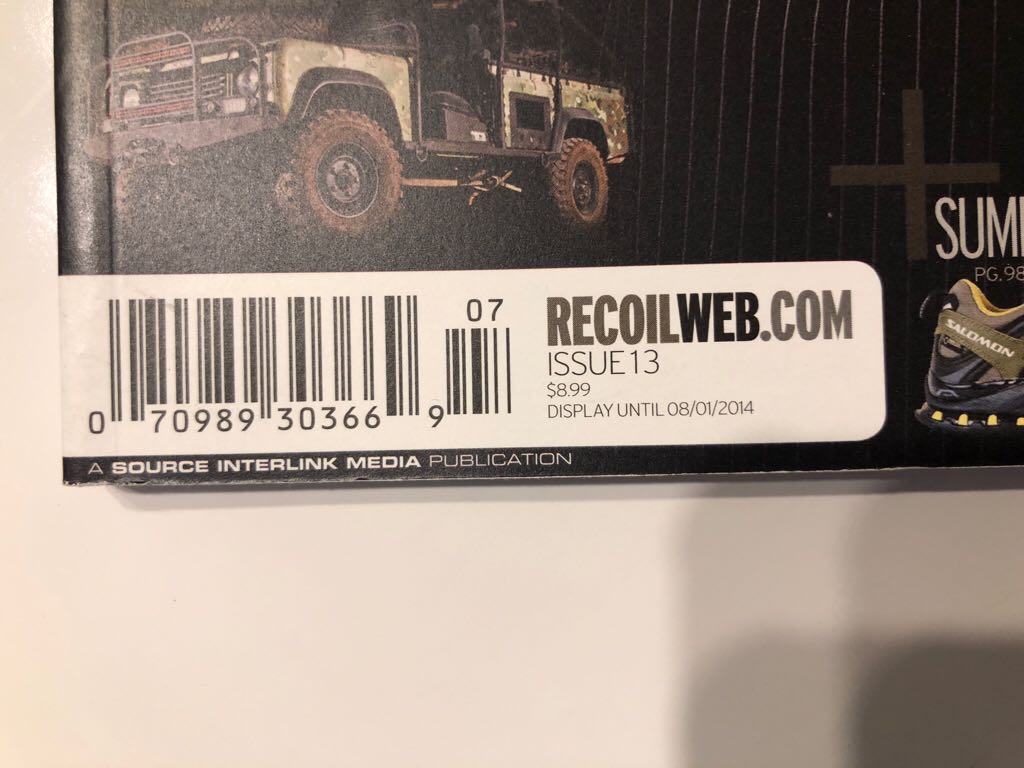 SUM
PG. 98
SALOMON
07
0 70989 30366 9
RECOILWEB.COM
ISSUE 13
$8.99
DISPLAY UNTIL 08/01/2014
A SOURCE INTERLINK MEDIA PUBLICATION